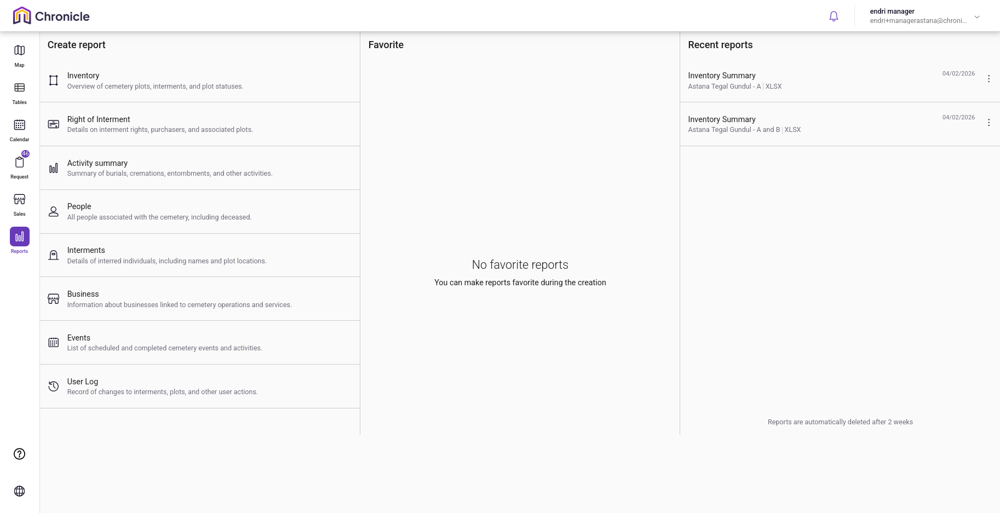 Chronicle
endri manager
endri+managerastana@chroni...
Map
Tables
Calendar
46
Request
Sales
Reports
Create report
Inventory
Overview of cemetery plots, interments, and plot statuses.
Right of Interment
Details on interment rights, purchasers, and associated plots.
Activity summary
Summary of burials, cremations, entombments, and other activities.
People
All people associated with the cemetery, including deceased.
Interments
Details of interred individuals, including names and plot locations.
Business
Information about businesses linked to cemetery operations and services.
Events
List of scheduled and completed cemetery events and activities.
User Log
Record of changes to interments, plots, and other user actions.
Favorite
No favorite reports
You can make reports favorite during the creation
Recent reports
Inventory Summary
04/02/2026
Astana Tegal Gundul - A | XLSX
Inventory Summary
04/02/2026
Astana Tegal Gundul - A and B | XLSX
Reports are automatically deleted after 2 weeks